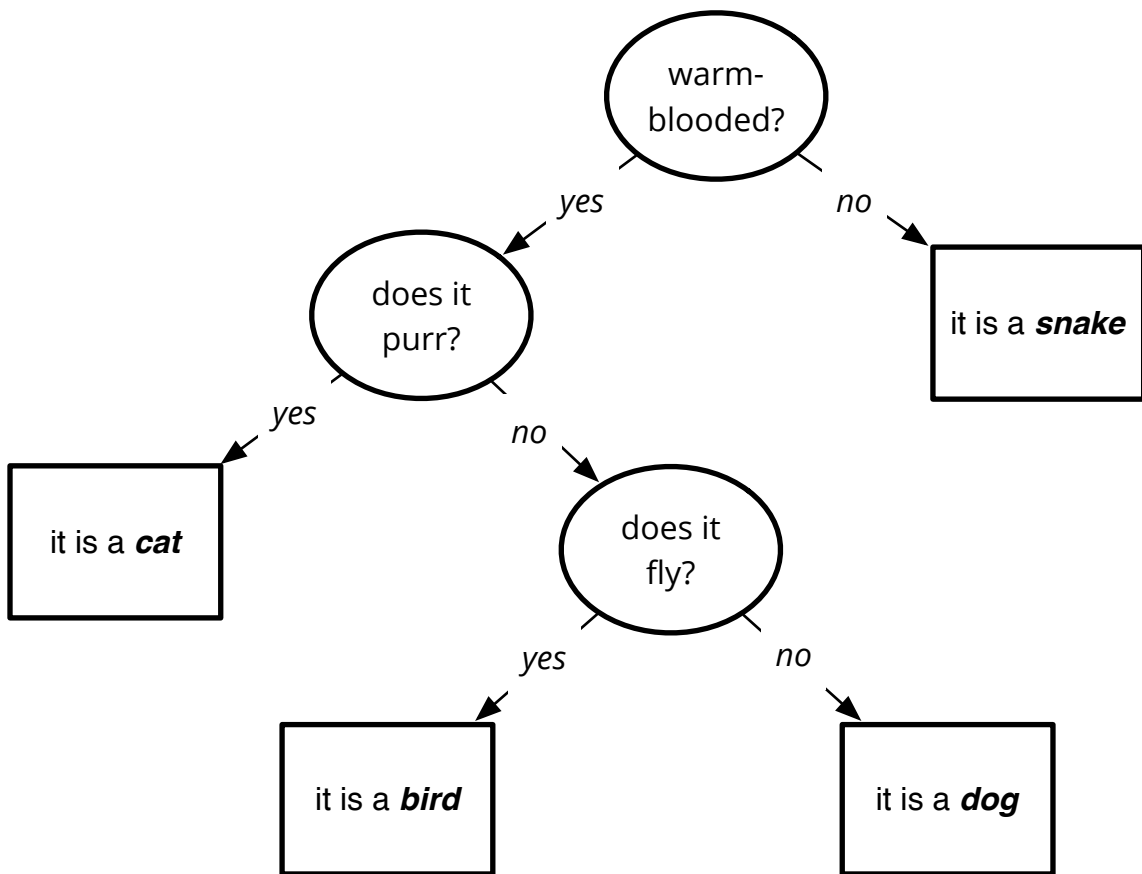 warm-
blooded?
yes
no
does it
purr?
it is a snake
yes
no
it is a cat
does it
fly?
yes
no
it is a bird
it is a dog